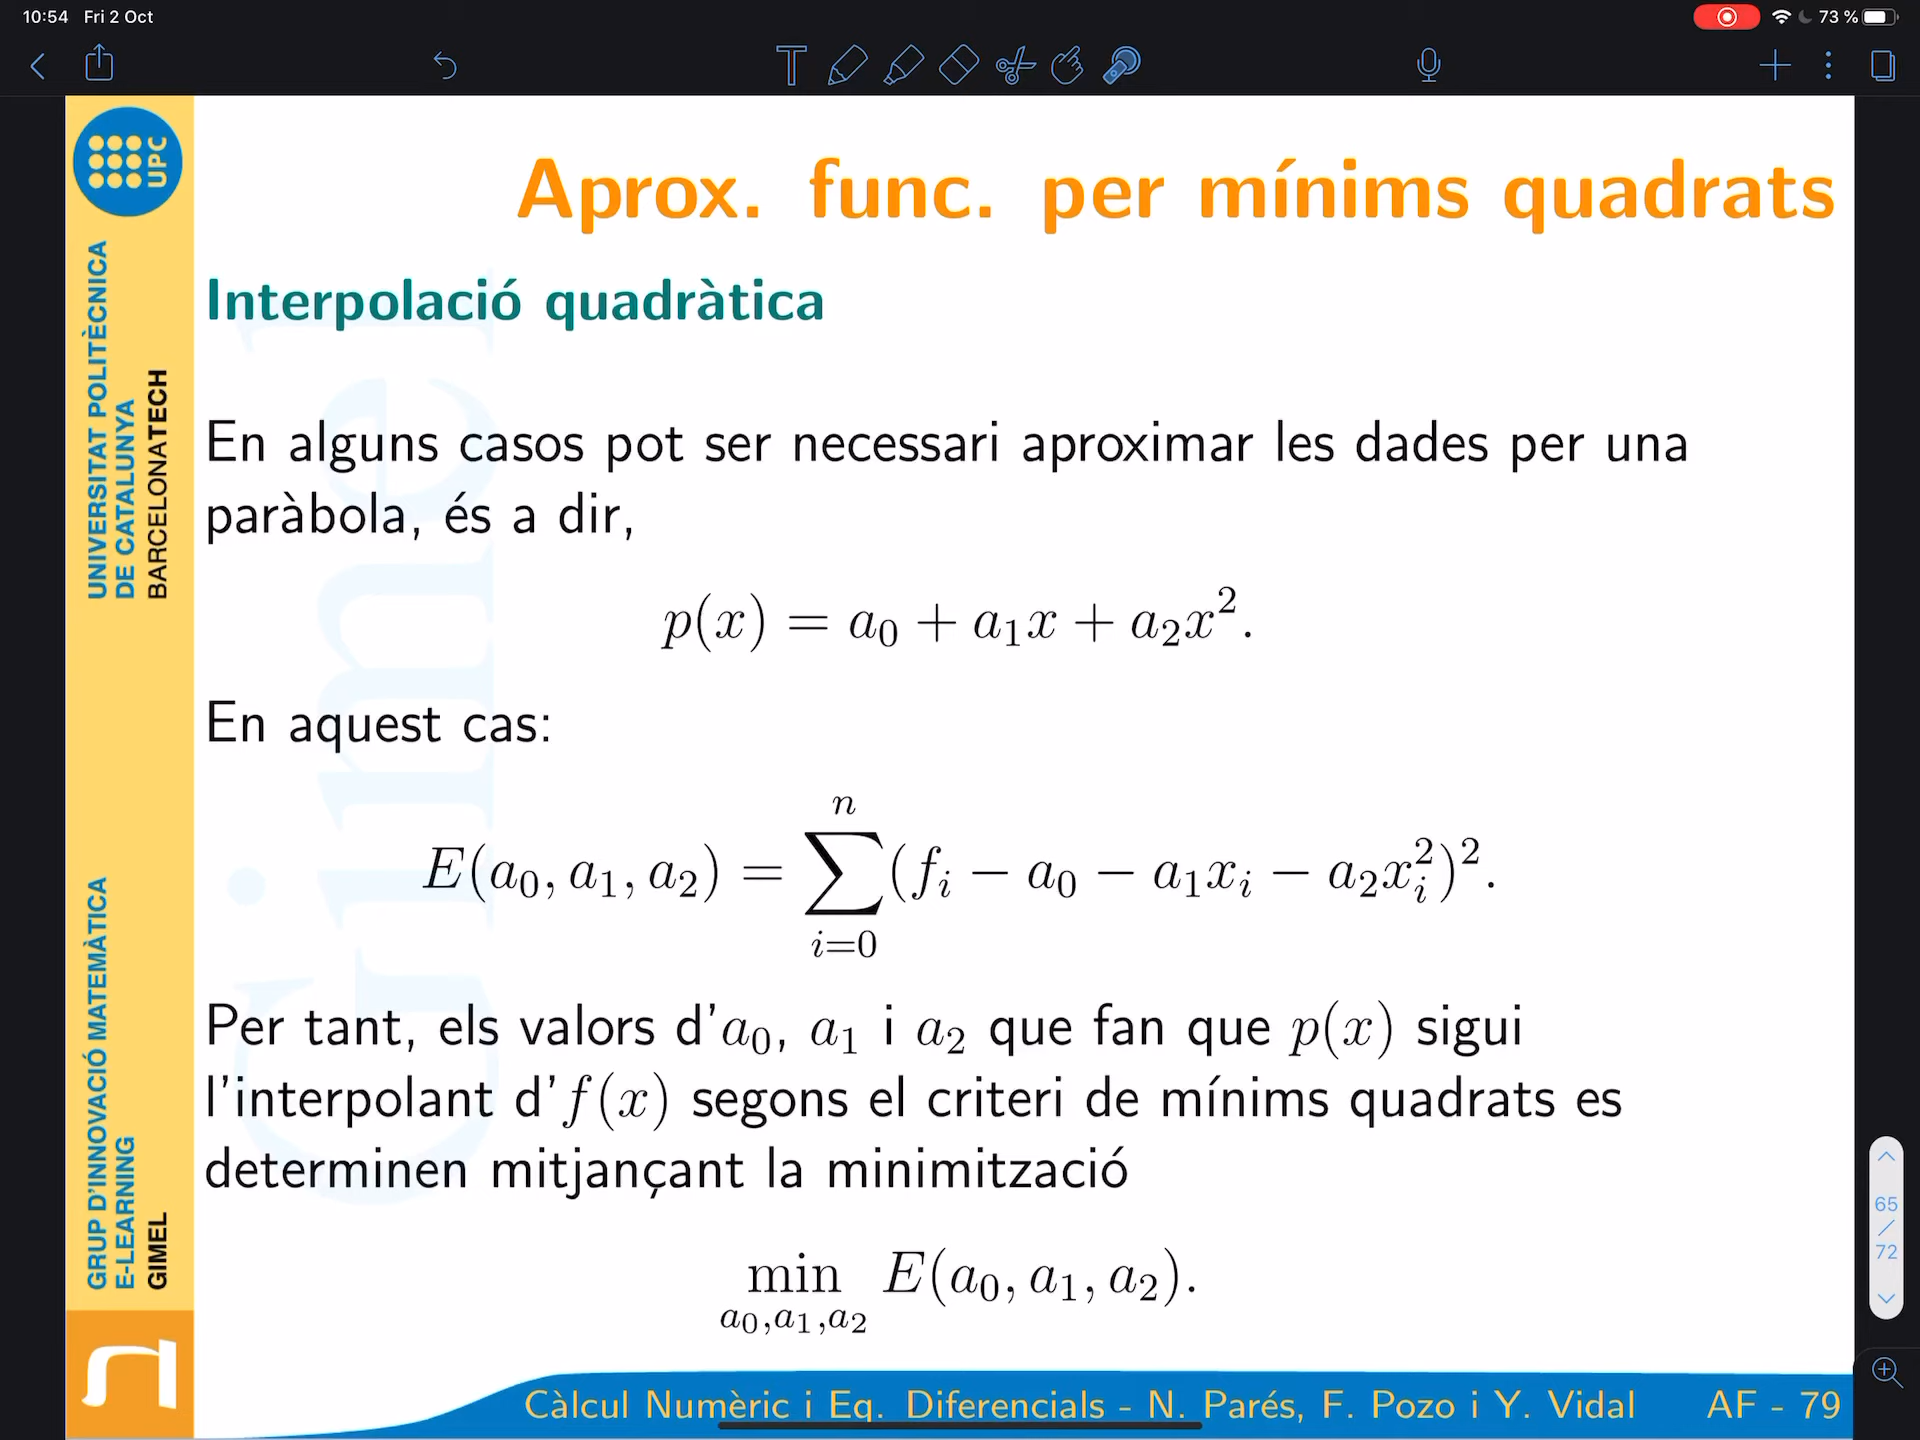 10:54 Fri 2 Oct
73 %
UPC
UNIVERSITAT POLITÈCNICA
DE CATALUNYA
BARCELONATECH
GRUP D'INNOVACIÓ MATEMÀTICA
E-LEARNING
GIMEL
Gimel
Aprox. func. per mínims quadrats
Interpolació quadràtica
En alguns casos pot ser necessari aproximar les dades per una
paràbola, és a dir,
p(x) = a₀ + a₁x + a₂x².
En aquest cas:
E(a₀, a₁, a₂) = ∑ᵢ₌₀ⁿ (fᵢ − a₀ − a₁xᵢ − a₂xᵢ²)².
Per tant, els valors d'a₀, a₁ i a₂ que fan que p(x) sigui
l'interpolant d'f(x) segons el criteri de mínims quadrats es
determinen mitjançant la minimització
min E(a₀, a₁, a₂).
a₀,a₁,a₂
65
/
72
Càlcul Numèric i Eq. Diferencials - N. Parés, F. Pozo i Y. Vidal AF - 79